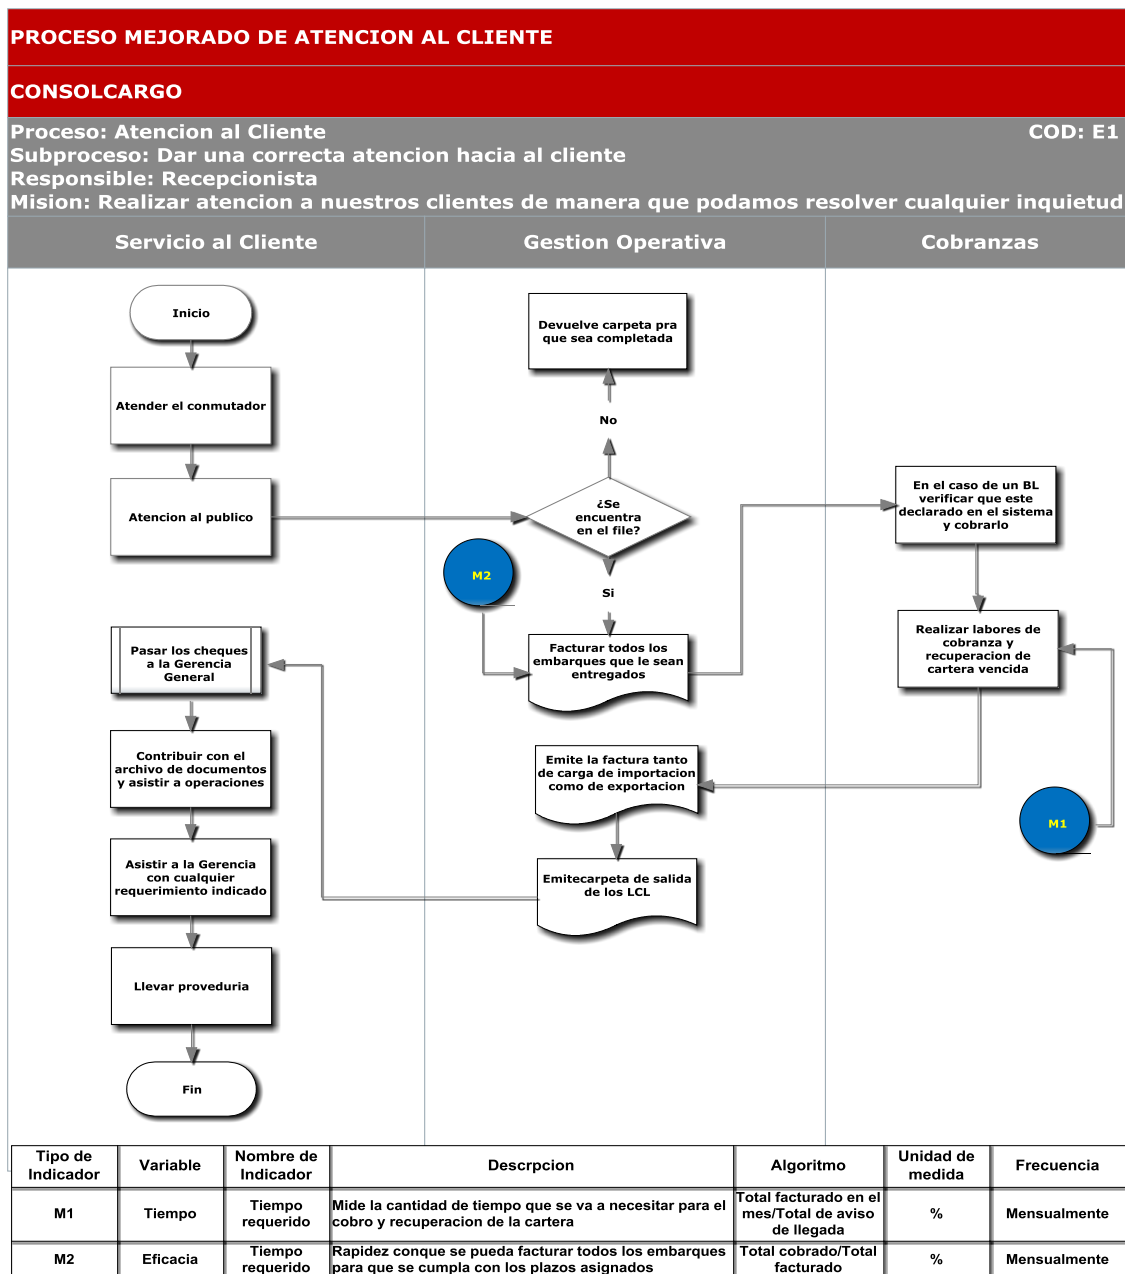 PROCESO MEJORADO DE ATENCION AL CLIENTE
CONSOLCARGO
Proceso: Atencion al Cliente COD: E1
Subproceso: Dar una correcta atencion hacia al cliente
Responsible: Recepcionista
Mision: Realizar atencion a nuestros clientes de manera que podamos resolver cualquier inquietud
Servicio al Cliente Gestion Operativa Cobranzas
Inicio
Atender el conmutador
Atencion al publico
Devuelve carpeta pra
que sea completada
No
¿Se
encuentra
en el file?
Si
M2
Facturar todos los
embarques que le sean
entregados
En el caso de un BL
verificar que este
declarado en el sistema
y cobrarlo
Realizar labores de
cobranza y
recuperacion de
cartera vencida
M1
Emite la factura tanto
de carga de importacion
como de exportacion
Emitecarpeta de salida
de los LCL
Pasar los cheques
a la Gerencia
General
Contribuir con el
archivo de documentos
y asistir a operaciones
Asistir a la Gerencia
con cualquier
requerimiento indicado
Llevar proveduria
Fin
Tipo de
Indicador
Variable
Nombre de
Indicador
Descrpcion
Algoritmo
Unidad de
medida
Frecuencia
M1
Tiempo
Tiempo
requerido
Mide la cantidad de tiempo que se va a necesitar para el
cobro y recuperacion de la cartera
Total facturado en el
mes/Total de aviso
de llegada
%
Mensualmente
M2
Eficacia
Tiempo
requerido
Rapidez conque se pueda facturar todos los embarques
para que se cumpla con los plazos asignados
Total cobrado/Total
facturado
%
Mensualmente